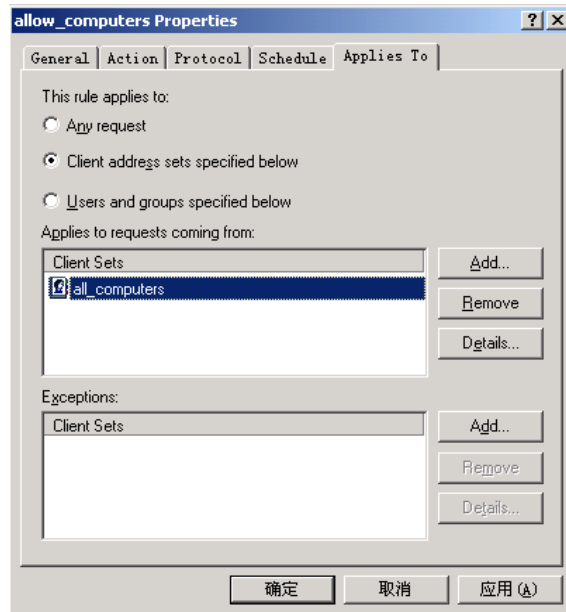 allow_computers Properties
General Action Protocol Schedule Applies To
This rule applies to:
Any request
Client address sets specified below
Users and groups specified below
Applies to requests coming from:
Client Sets
all_computers
Add...
Remove
Details...
Exceptions:
Client Sets
Add...
Remove
Details...
确定 取消 应用(A)